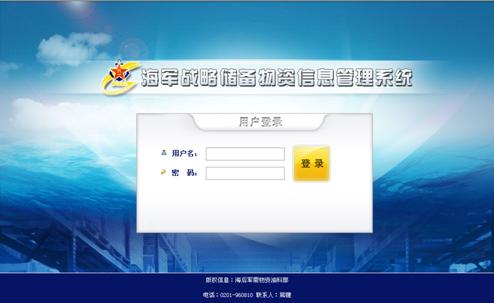 海军战略储备物资信息管理系统
用户登录
用户名:
密 码:
登 录
版权信息:海后军需物资油料部
电话:0201-960810 联系人: